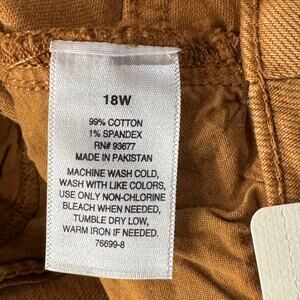 18W
99% COTTON
1% SPANDEX
RN# 93677
MADE IN PAKISTAN
MACHINE WASH COLD,
WASH WITH LIKE COLORS,
USE ONLY NON-CHLORINE
BLEACH WHEN NEEDED,
TUMBLE DRY LOW,
WARM IRON IF NEEDED.
76699-8